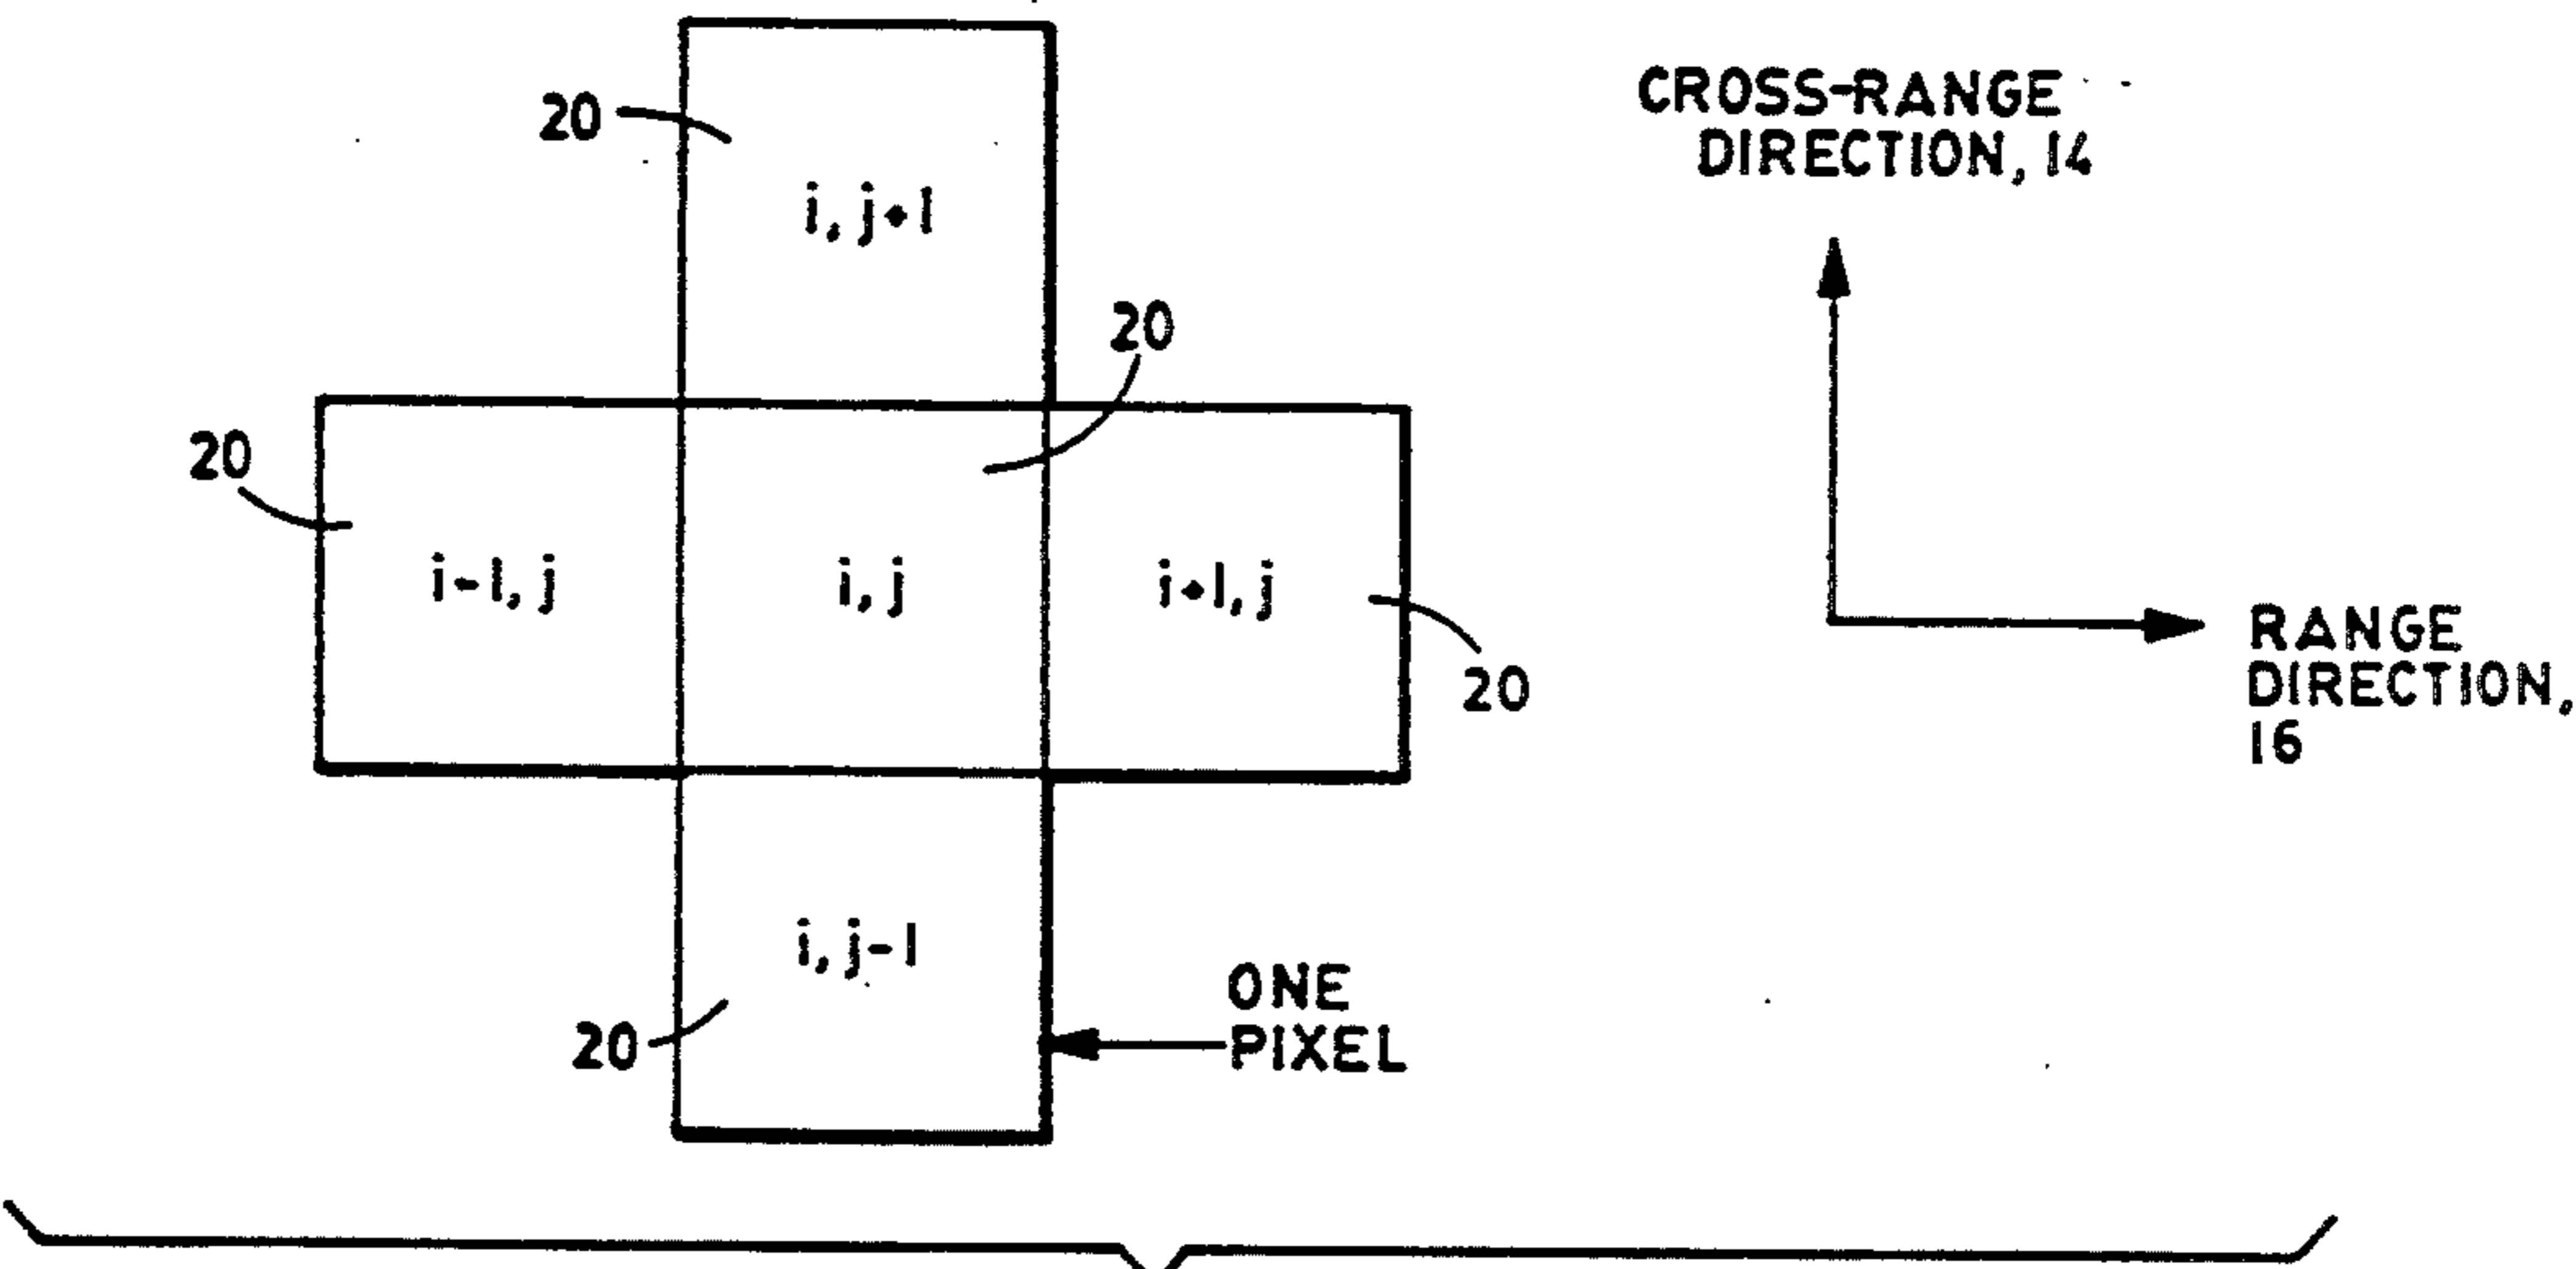 CROSS-RANGE
DIRECTION, 14
20
i, j+1
20
20
i-1, j
i, j
i+1, j
20
RANGE
DIRECTION,
16
i, j-1
20
ONE
PIXEL